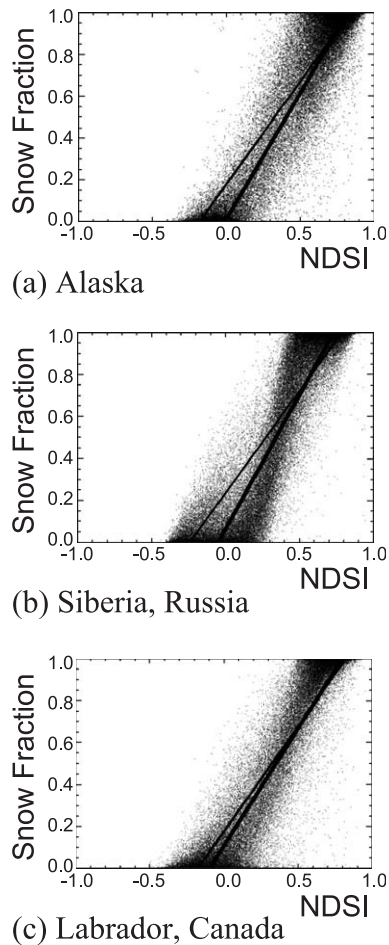 1.0
0.8
0.6
0.4
0.2
0.0
Snow Fraction
-1.0 -0.5 0.0 0.5 1.0
NDSI
(a) Alaska
1.0
0.8
0.6
0.4
0.2
0.0
Snow Fraction
-1.0 -0.5 0.0 0.5 1.0
NDSI
(b) Siberia, Russia
1.0
0.8
0.6
0.4
0.2
0.0
Snow Fraction
-1.0 -0.5 0.0 0.5 1.0
NDSI
(c) Labrador, Canada